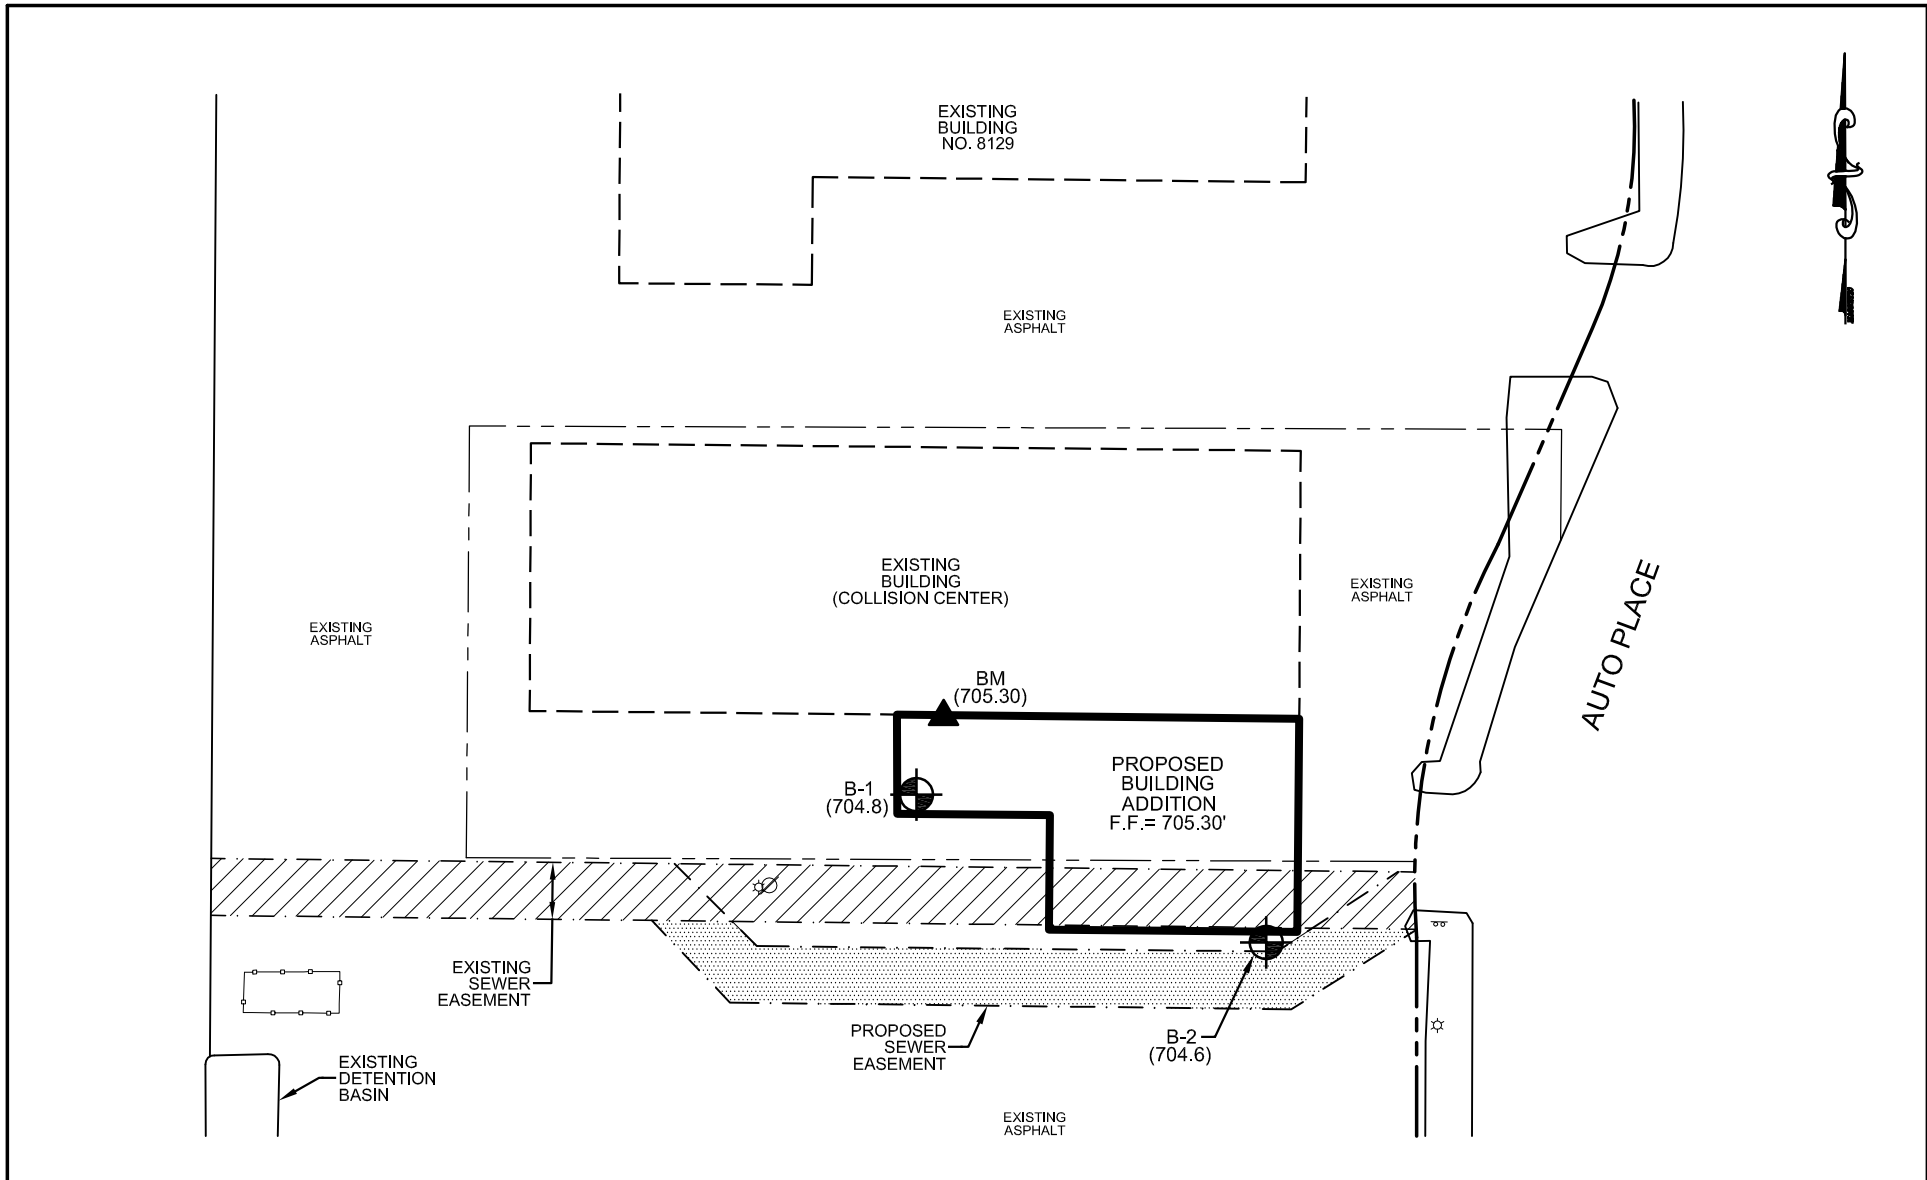 EXISTING
BUILDING
NO. 8129
EXISTING
ASPHALT
EXISTING
BUILDING
(COLLISION CENTER)
EXISTING
ASPHALT
EXISTING
ASPHALT
AUTO PLACE
BM
(705.30)
B-1
(704.8)
PROPOSED
BUILDING
ADDITION
F.F.= 705.30'
EXISTING
SEWER
EASEMENT
PROPOSED
SEWER
EASEMENT
B-2
(704.6)
EXISTING
DETENTION
BASIN
EXISTING
ASPHALT